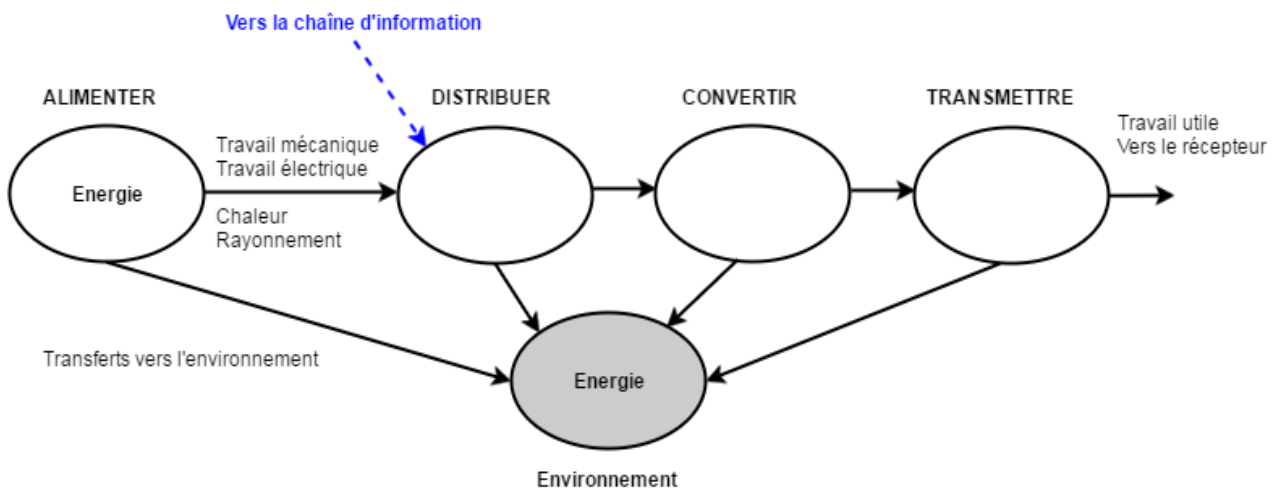 Vers la chaîne d'information
ALIMENTER
DISTRIBUER
CONVERTIR
TRANSMETTRE
Energie
Travail mécanique
Travail électrique
Chaleur
Rayonnement
Travail utile
Vers le récepteur
Transferts vers l'environnement
Energie
Environnement